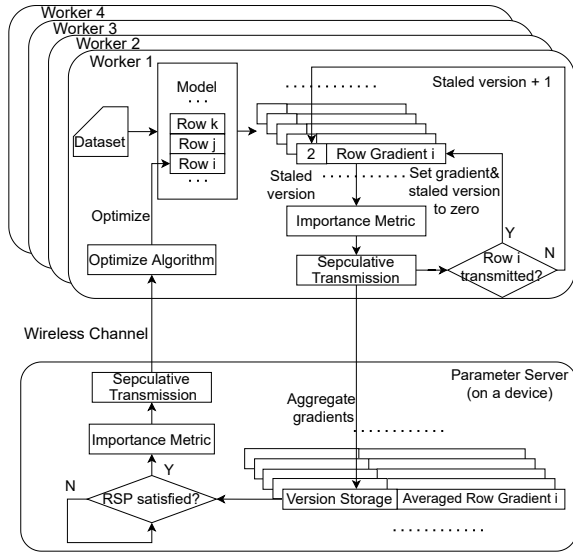 Worker 4
Worker 3
Worker 2
Worker 1
Model
. . .
Row k
Row j
Row i
. . .
Dataset
Optimize
Optimize Algorithm
Staled version + 1
2
Row Gradient i
Staled
version
Set gradient&
staled version
to zero
Importance Metric
Sepculative
Transmission
Row i
transmitted?
Y
N
Wireless Channel
Parameter Server
(on a device)
Sepculative
Transmission
Aggregate
gradients
Importance Metric
Y
N
RSP satisfied?
Version Storage
Averaged Row Gradient i